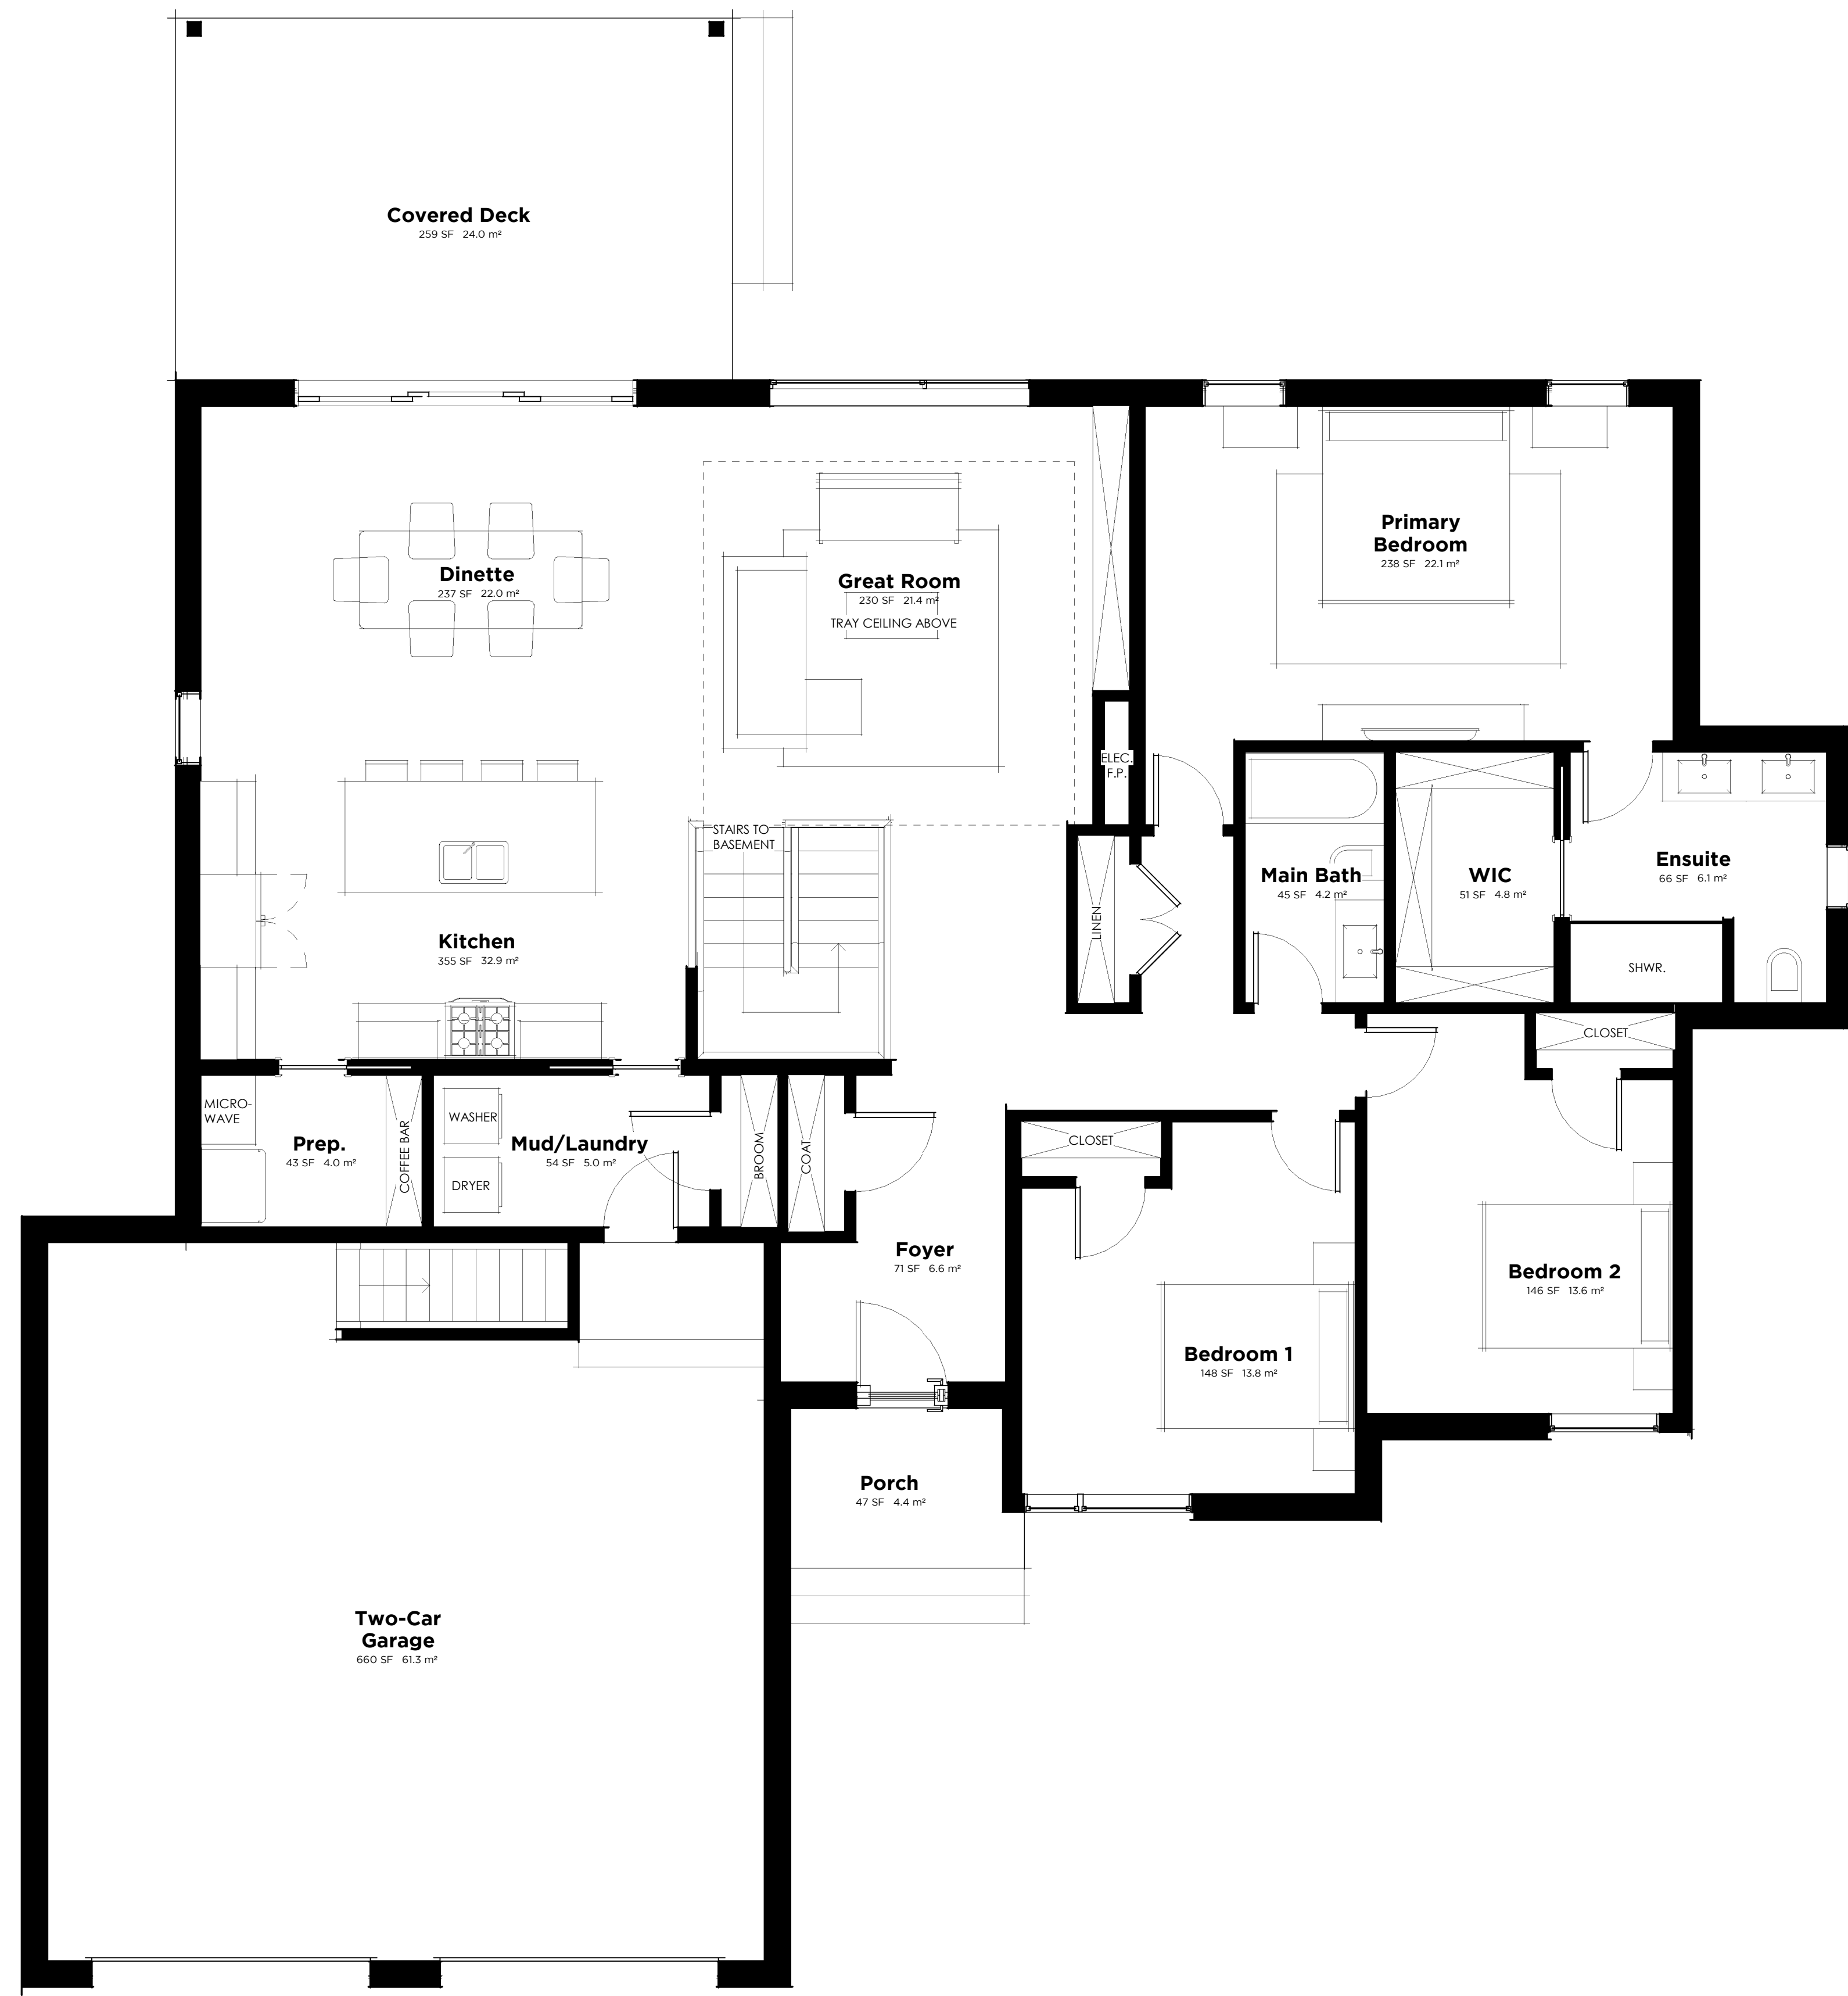 Covered Deck
259 SF 24.0 m²
Primary
Bedroom
238 SF 22.1 m²
Dinette
237 SF 22.0 m²
Great Room
230 SF 21.4 m²
TRAY CEILING ABOVE
ELEC.
F.P.
STAIRS TO
BASEMENT
LINEN
Main Bath
45 SF 4.2 m²
WIC
51 SF 4.8 m²
Ensuite
66 SF 6.1 m²
SHWR.
Kitchen
355 SF 32.9 m²
CLOSET
MICRO-
WAVE
Prep.
43 SF 4.0 m²
COFFEE BAR
WASHER
Mud/Laundry
54 SF 5.0 m²
DRYER
BROOM
COAT
CLOSET
Foyer
71 SF 6.6 m²
Bedroom 2
146 SF 13.6 m²
Bedroom 1
148 SF 13.8 m²
Porch
47 SF 4.4 m²
Two-Car
Garage
660 SF 61.3 m²